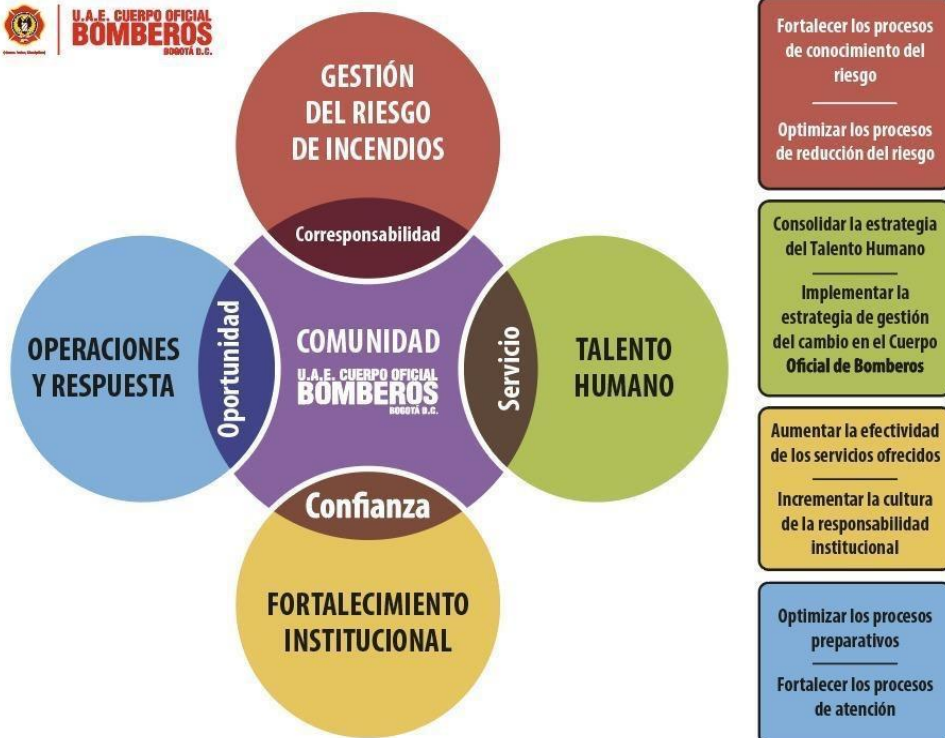 U.A.E. CUERPO OFICIAL
BOMBEROS
BOGOTÁ D.C.
GESTIÓN
DEL RIESGO
DE INCENDIOS
Corresponsabilidad
OPERACIONES
Y RESPUESTA
Oportunidad
COMUNIDAD
U.A.E. CUERPO OFICIAL
BOMBEROS
BOGOTÁ D.C.
Servicio
TALENTO
HUMANO
Confianza
FORTALECIMIENTO
INSTITUCIONAL
Fortalecer los procesos
de conocimiento del
riesgo
Optimizar los procesos
de reducción del riesgo
Consolidar la estrategia
del Talento Humano
Implementar la
estrategia de gestión
del cambio en el Cuerpo
Oficial de Bomberos
Aumentar la efectividad
de los servicios ofrecidos
Incrementar la cultura
de la responsabilidad
institucional
Optimizar los procesos
preparativos
Fortalecer los procesos
de atención